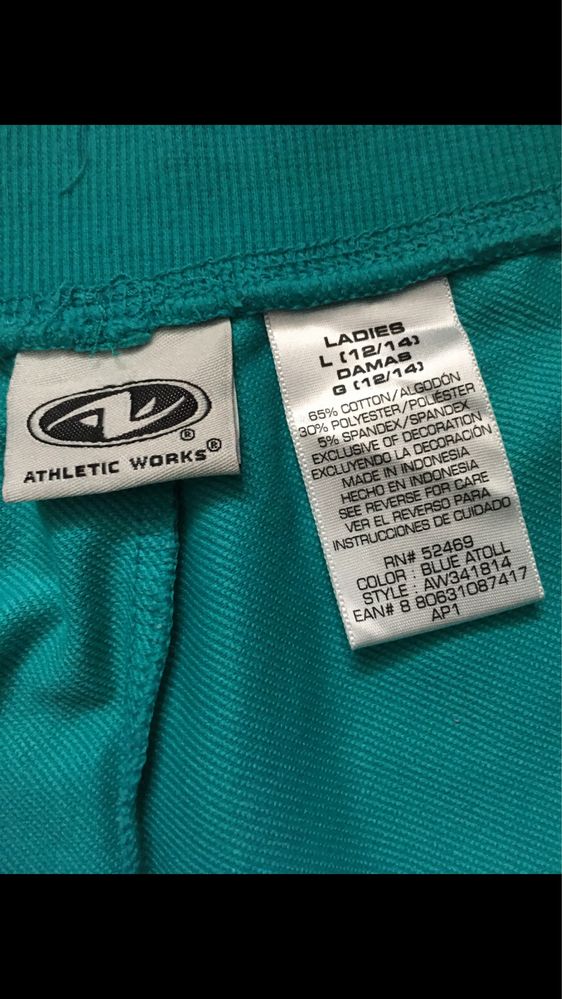 ATHLETIC WORKS®
®
LADIES
L (12/14)
DAMAS
G (12/14)
65% COTTON/ALGODÓN
30% POLYESTER/POLIÉSTER
5% SPANDEX/SPANDEX
EXCLUSIVE OF DECORATION
EXCLUYENDO LA DECORACIÓN
MADE IN INDONESIA
HECHO EN INDONESIA
SEE REVERSE FOR CARE
VER EL REVERSO PARA
INSTRUCCIONES DE CUIDADO
RN# 52469
COLOR : BLUE ATOLL
STYLE : AW341814
EAN# 8 80631087417
AP1